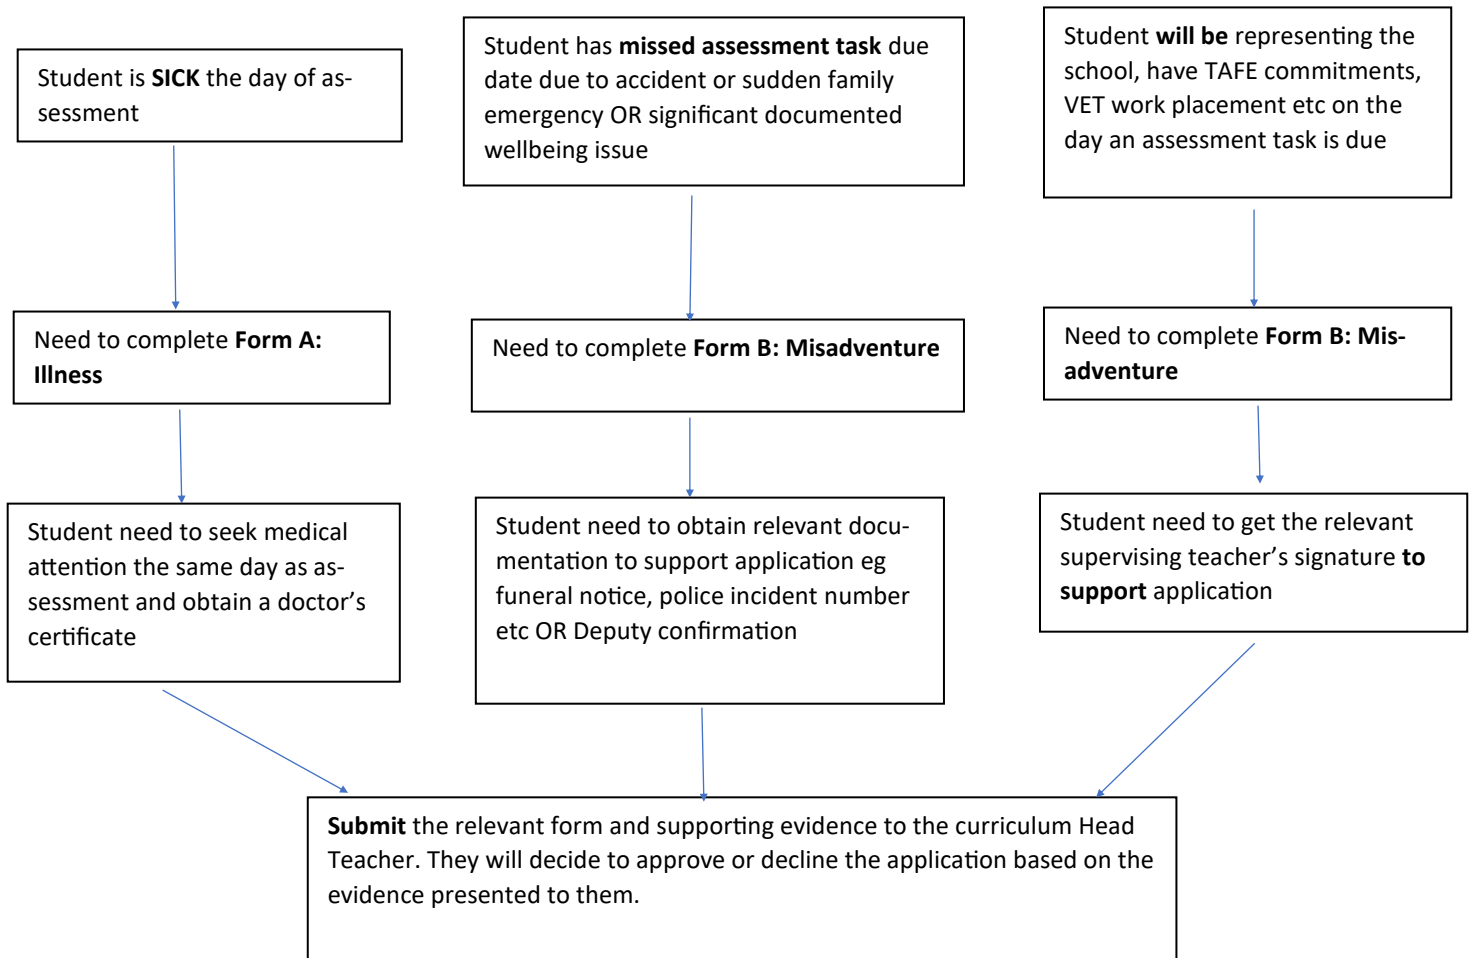 Student is SICK the day of as-
sessment
Student has missed assessment task due
date due to accident or sudden family
emergency OR significant documented
wellbeing issue
Student will be representing the
school, have TAFE commitments,
VET work placement etc on the
day an assessment task is due
Need to complete Form A:
Illness
Need to complete Form B: Misadventure
Need to complete Form B: Mis-
adventure
Student need to seek medical
attention the same day as as-
sessment and obtain a doctor’s
certificate
Student need to obtain relevant docu-
mentation to support application eg
funeral notice, police incident number
etc OR Deputy confirmation
Student need to get the relevant
supervising teacher’s signature to
support application
Submit the relevant form and supporting evidence to the curriculum Head
Teacher. They will decide to approve or decline the application based on the
evidence presented to them.